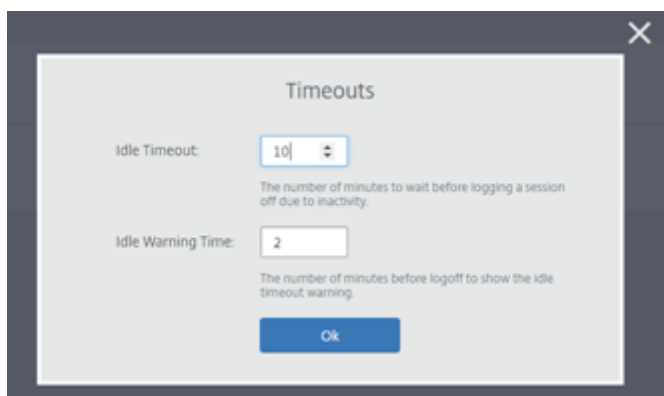 Timeouts
Idle Timeout:
10
The number of minutes to wait before logging a session
off due to inactivity.
Idle Warning Time:
2
The number of minutes before logoff to show the idle
timeout warning.
Ok